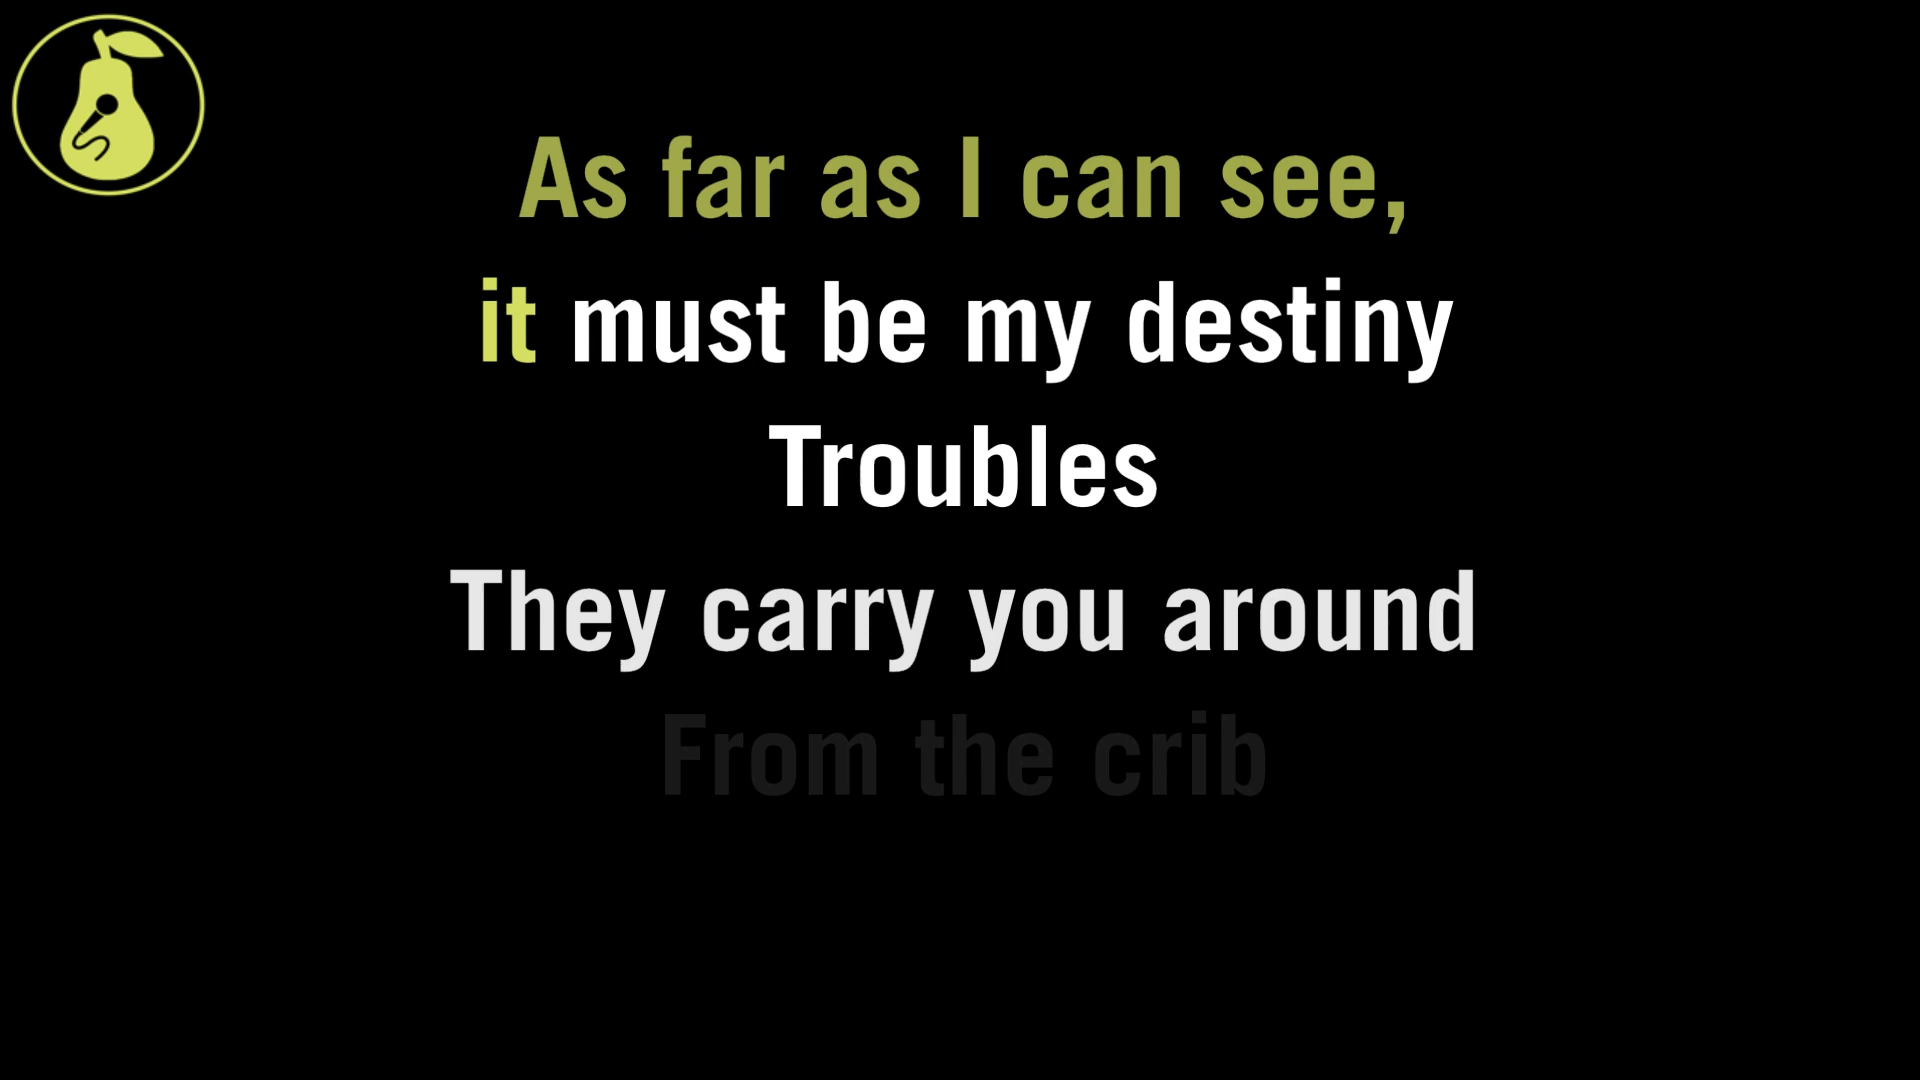 As far as I can see,
it must be my destiny
Troubles
They carry you around
From the crib